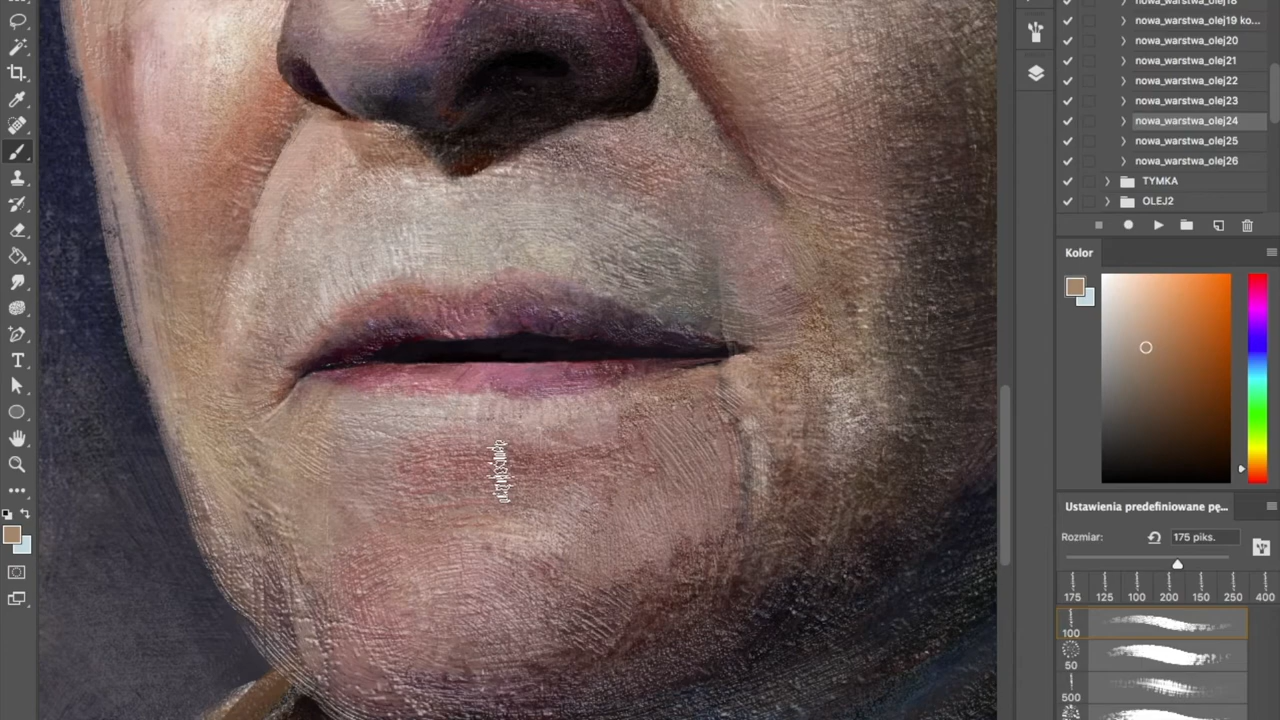 nowa_warstwa_olej18
nowa_warstwa_olej19 ko...
nowa_warstwa_olej20
nowa_warstwa_olej21
nowa_warstwa_olej22
nowa_warstwa_olej23
nowa_warstwa_olej24
nowa_warstwa_olej25
nowa_warstwa_olej26
TYMKA
OLEJ2
Kolor
Ustawienia predefiniowane pę...
Rozmiar: 175 piks.
175 125 100 200 150 250 400
100
50
500